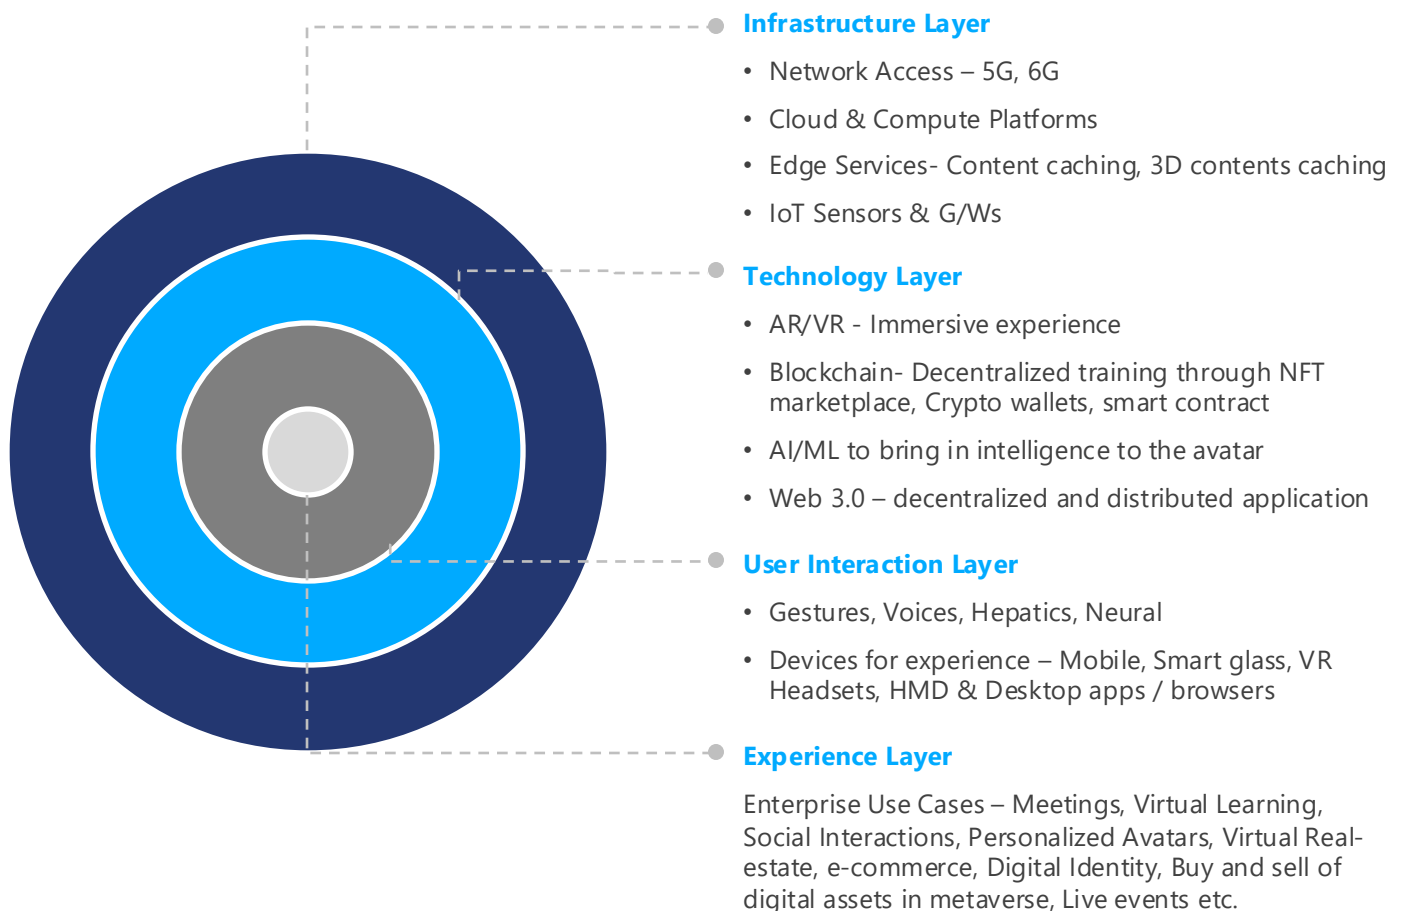 Infrastructure Layer
• Network Access – 5G, 6G
• Cloud & Compute Platforms
• Edge Services- Content caching, 3D contents caching
• IoT Sensors & G/Ws
Technology Layer
• AR/VR - Immersive experience
• Blockchain- Decentralized training through NFT
marketplace, Crypto wallets, smart contract
• AI/ML to bring in intelligence to the avatar
• Web 3.0 – decentralized and distributed application
User Interaction Layer
• Gestures, Voices, Hepatics, Neural
• Devices for experience – Mobile, Smart glass, VR
Headsets, HMD & Desktop apps / browsers
Experience Layer
Enterprise Use Cases – Meetings, Virtual Learning,
Social Interactions, Personalized Avatars, Virtual Real-
estate, e-commerce, Digital Identity, Buy and sell of
digital assets in metaverse, Live events etc.